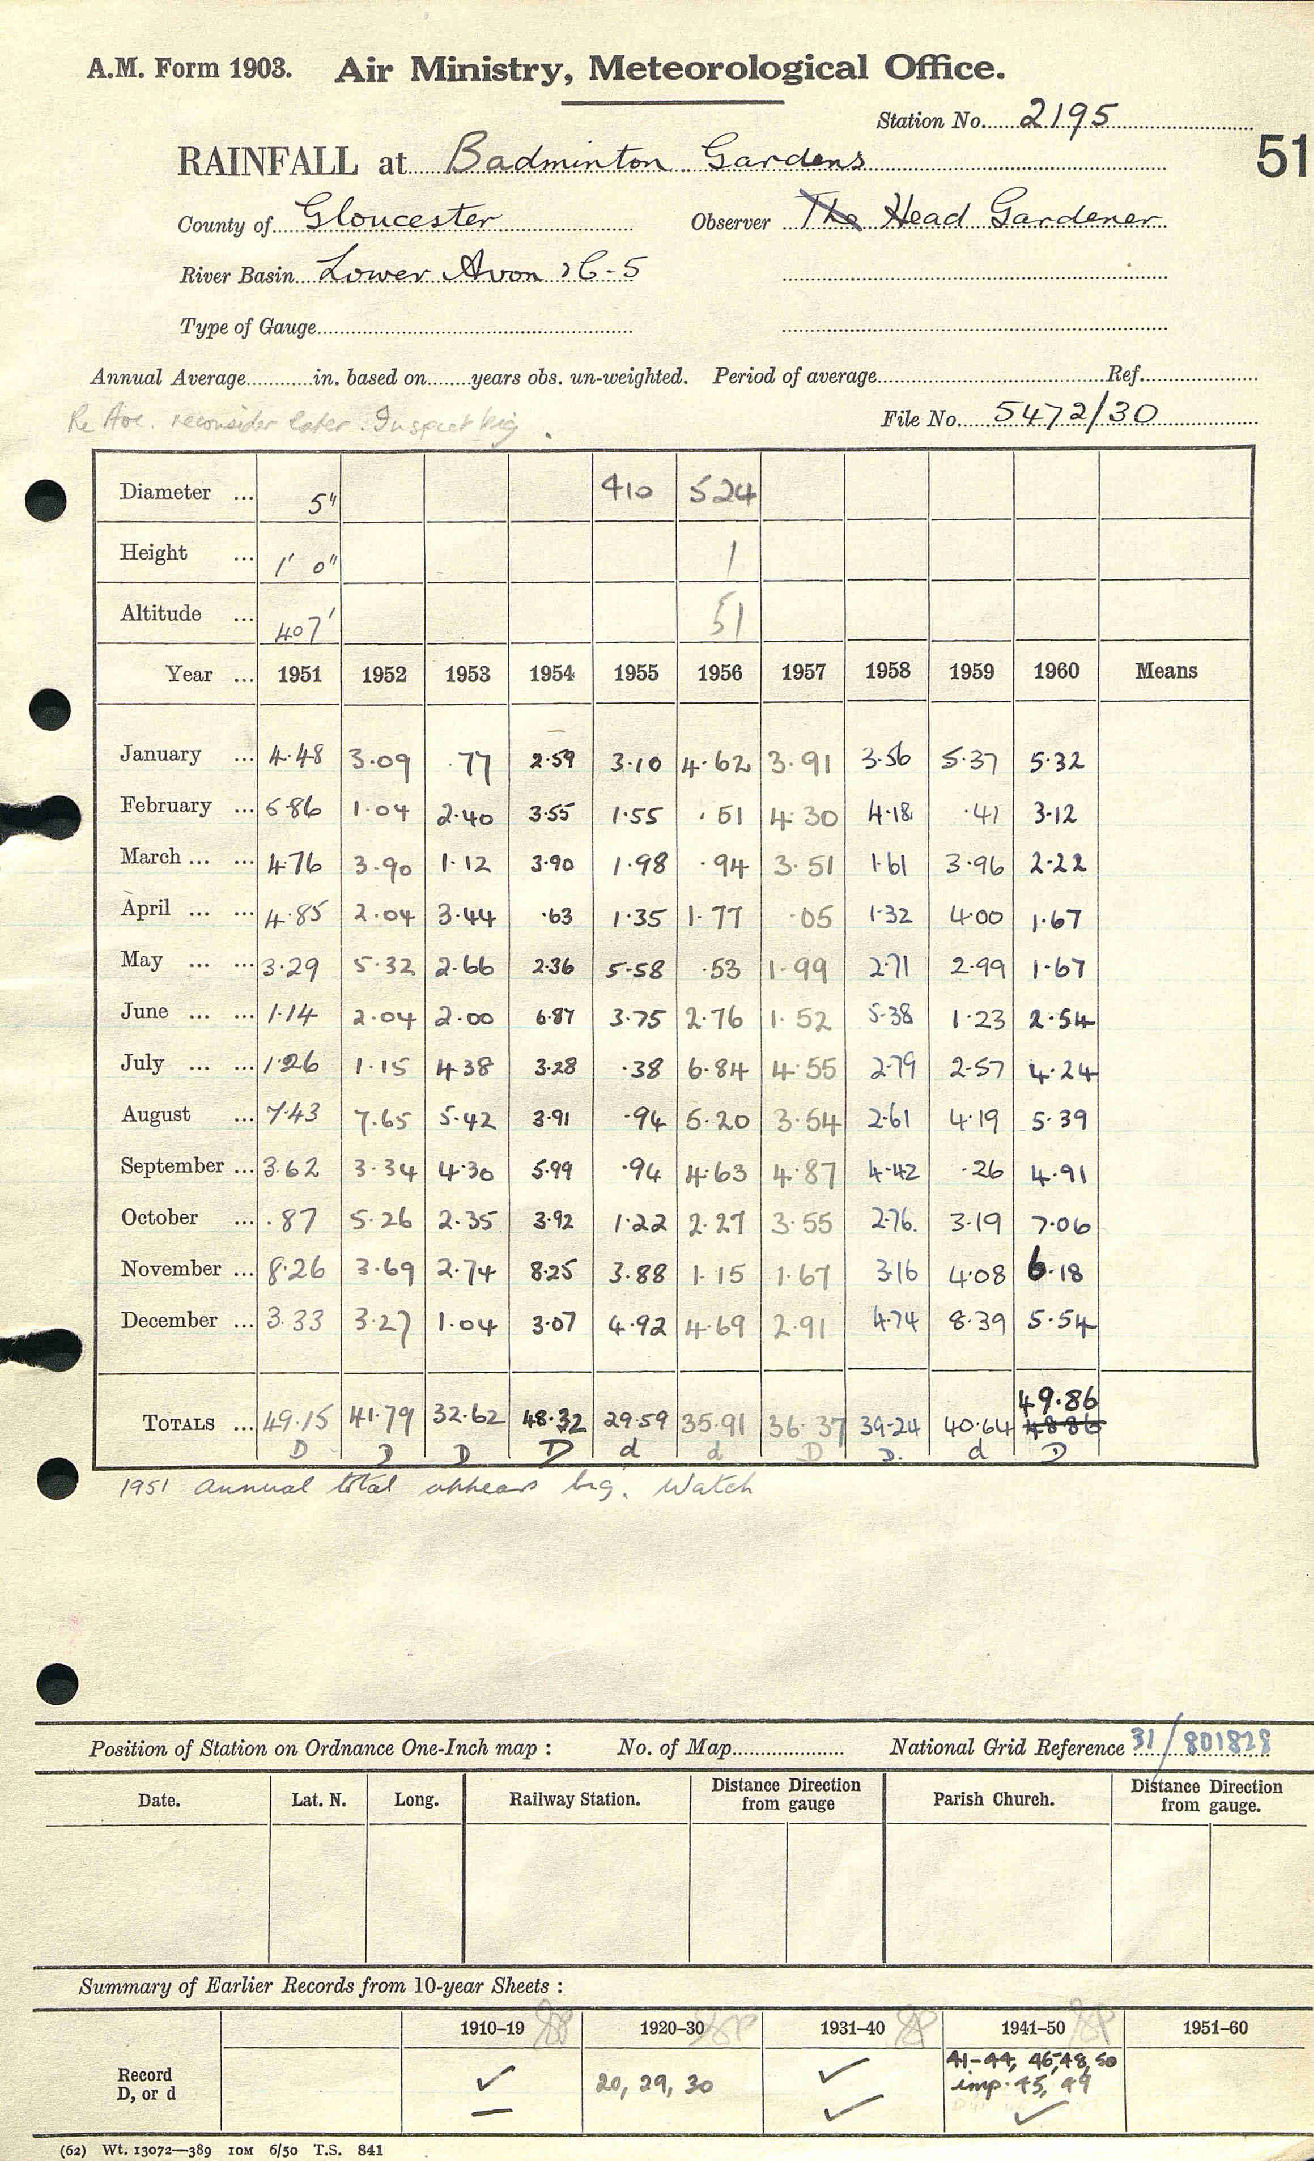 A.M. Form 1903. Air Ministry, Meteorological Office.
Station No. 2195
51
RAINFALL at Badminton Gardens
County of Gloucester Observer The Head Gardener
River Basin Lower Avon 26-5
Type of Gauge
Annual Average in. based on years obs. un-weighted. Period of average Ref.
Re Ave. reconsider later. Inspect big.
File No. 5472/30
Diameter ... 5" 410 524
Height ... 1' 0" 1
Altitude ... 407' 51
Year ... 1951 1952 1953 1954 1955 1956 1957 1958 1959 1960 Means
January ... 4.48 3.09 .77 2.59 3.10 4.62 3.91 3.56 5.37 5.32
February ... 5.86 1.04 2.40 3.55 1.55 .51 4.30 4.18 .41 3.12
March ... ... 4.76 3.90 1.12 3.90 1.98 .94 3.51 1.61 3.96 2.22
April ... ... 4.85 2.04 3.44 .63 1.35 1.77 .05 1.32 4.00 1.67
May ... ... 3.29 5.32 2.66 2.36 5.58 .53 1.99 2.71 2.99 1.67
June ... ... 1.14 2.04 2.00 6.87 3.75 2.76 1.52 5.38 1.23 2.54
July ... ... 1.26 1.15 4.38 3.28 .38 6.84 4.55 2.79 2.57 4.24
August ... 7.43 7.65 5.42 3.91 .94 5.20 3.54 2.61 4.19 5.39
September ... 3.62 3.34 4.30 5.99 .94 4.63 4.87 4.42 .26 4.91
October ... .87 5.26 2.35 3.92 1.22 2.27 3.55 2.76 3.19 7.06
November ... 8.26 3.69 2.74 8.25 3.88 1.15 1.67 3.16 4.08 6.18
December ... 3.33 3.27 1.04 3.07 4.92 4.69 2.91 4.74 8.39 5.54
49.86
TOTALS ... 49.15 41.79 32.62 48.32 29.59 35.91 36.37 39.24 40.64 48.86
D D D D d d D D. d D
1951 annual total appears big. Watch
Position of Station on Ordnance One-Inch map : No. of Map National Grid Reference 31/801828
Date. Lat. N. Long. Railway Station. Distance Direction from gauge Parish Church. Distance Direction from gauge.
Summary of Earlier Records from 10-year Sheets :
1910-19 1920-30 1931-40 1941-50 1951-60
Record D, or d ✓ 20, 29, 30 ✓ 41-44, 46, 48, 50
imp. 45, 49
— ✓ ✓
(62) Wt. 13072—389 10M 6/50 T.S. 841